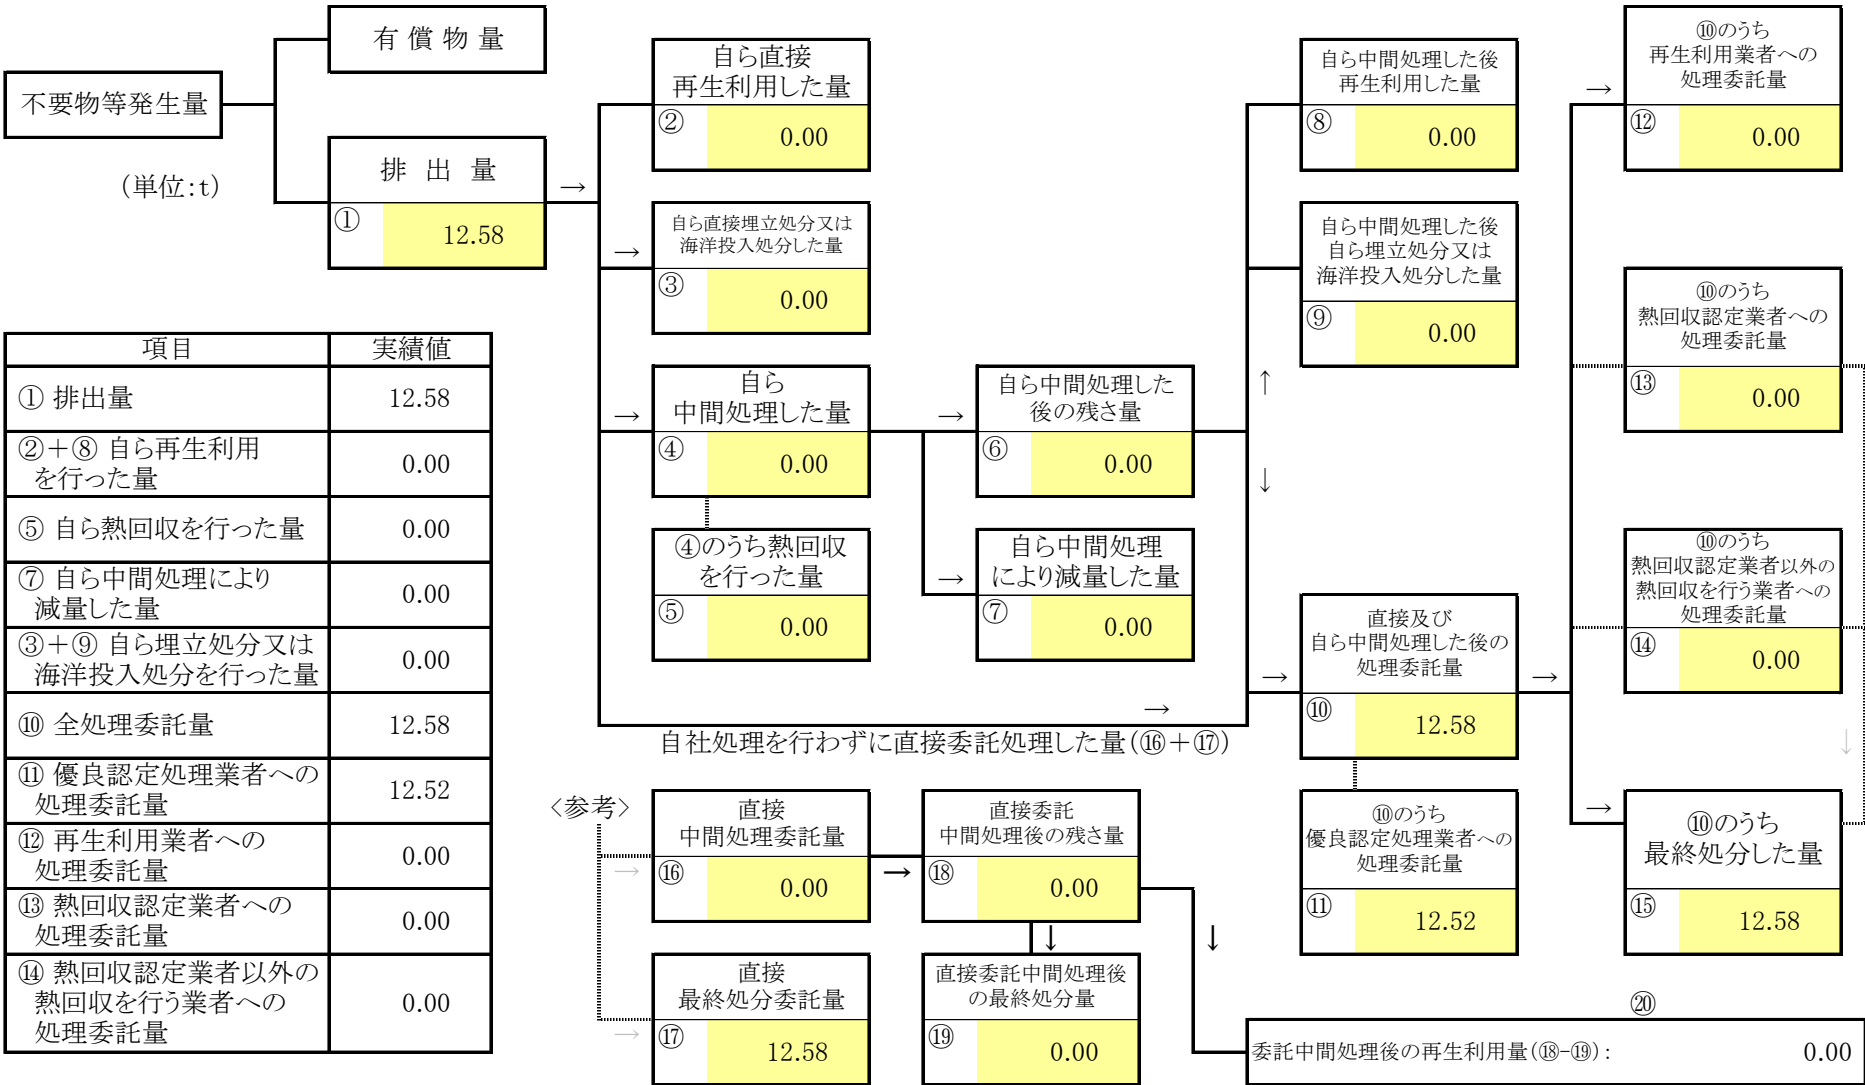 有償物量
不要物等発生量
(単位:t)
排出量
①
12.58
→
自ら直接
再生利用した量
②
0.00
→
自ら直接埋立処分又は
海洋投入処分した量
③
0.00
→
自ら
中間処理した量
④
0.00
④のうち熱回収
を行った量
⑤
0.00
→
自ら中間処理した
後の残さ量
⑥
0.00
→
自ら中間処理
により減量した量
⑦
0.00
↑
↓
自ら中間処理した後
再生利用した量
⑧
0.00
自ら中間処理した後
自ら埋立処分又は
海洋投入処分した量
⑨
0.00
→
直接及び
自ら中間処理した後の
処理委託量
⑩
12.58
→
自社処理を行わずに直接委託処理した量(⑯+⑰)
⑩のうち
優良認定処理業者への
処理委託量
⑪
12.52
→
→
⑩のうち
再生利用業者への
処理委託量
⑫
0.00
⑩のうち
熱回収認定業者への
処理委託量
⑬
0.00
⑩のうち
熱回収認定業者以外の
熱回収を行う業者への
処理委託量
⑭
0.00
↓
→
⑩のうち
最終処分した量
⑮
12.58
項目 実績値
① 排出量 12.58
②+⑧ 自ら再生利用
を行った量 0.00
⑤ 自ら熱回収を行った量 0.00
⑦ 自ら中間処理により
減量した量 0.00
③+⑨ 自ら埋立処分又は
海洋投入処分を行った量 0.00
⑩ 全処理委託量 12.58
⑪ 優良認定処理業者への
処理委託量 12.52
⑫ 再生利用業者への
処理委託量 0.00
⑬ 熱回収認定業者への
処理委託量 0.00
⑭ 熱回収認定業者以外の
熱回収を行う業者への
処理委託量 0.00
〈参考〉
→
直接
中間処理委託量
⑯
0.00
→
直接委託
中間処理後の残さ量
⑱
0.00
↓
↓
→
直接
最終処分委託量
⑰
12.58
直接委託中間処理後
の最終処分量
⑲
0.00
⑳
委託中間処理後の再生利用量(⑱-⑲): 0.00